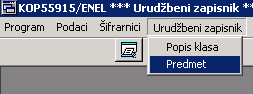 KOP55915/ENEL *** Urudžbeni zapisnik
Program Podaci Šifrarnici Urudžbeni zapisnik
Popis klasa
Predmet